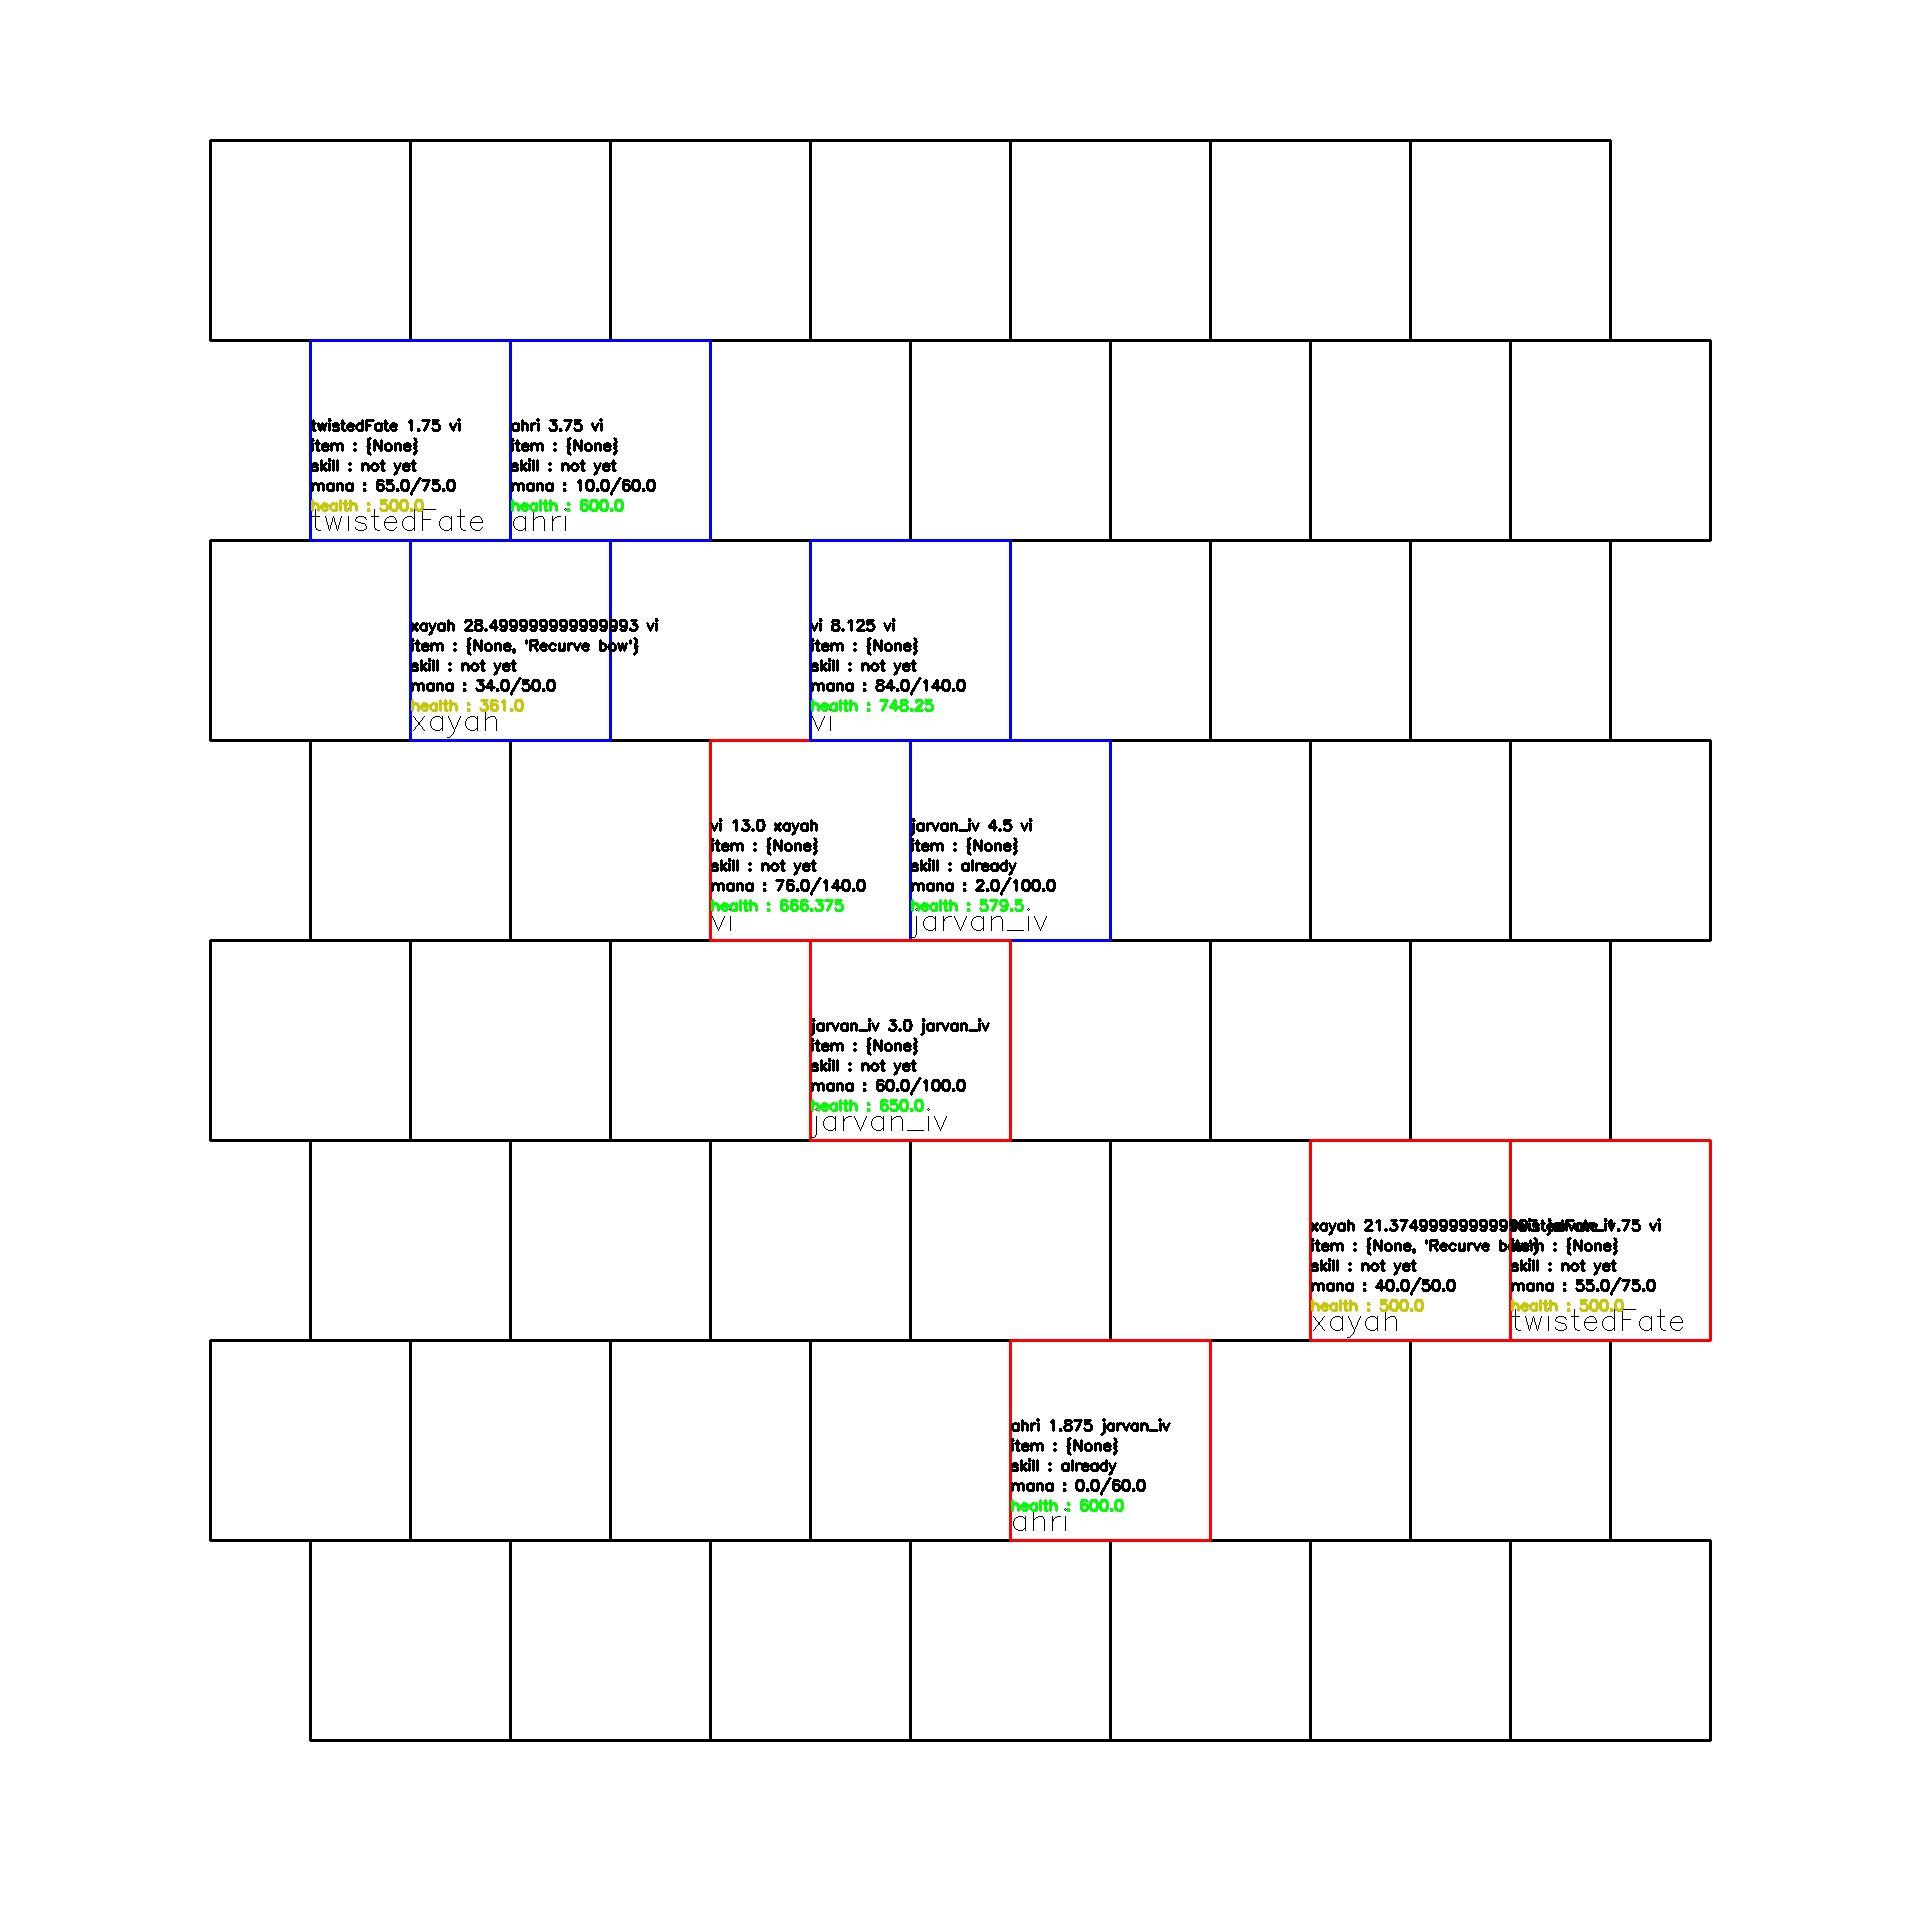 twistedFate 1.75 vi
item : {None}
skill : not yet
mana : 65.0/75.0
health : 500.0
twistedFate
ahri 3.75 vi
item : {None}
skill : not yet
mana : 10.0/60.0
health : 600.0
ahri
xayah 28.499999999999993 vi
item : {None, 'Recurve bow'}
skill : not yet
mana : 34.0/50.0
health : 361.0
xayah
vi 8.125 vi
item : {None}
skill : not yet
mana : 84.0/140.0
health : 748.25
vi
vi 13.0 xayah
item : {None}
skill : not yet
mana : 76.0/140.0
health : 666.375
vi
jarvan_iv 4.5 vi
item : {None}
skill : already
mana : 2.0/100.0
health : 579.5
jarvan_iv
jarvan_iv 3.0 jarvan_iv
item : {None}
skill : not yet
mana : 60.0/100.0
health : 650.0
jarvan_iv
xayah
item : {None, 'Recurve
skill : not yet
mana : 40.0/50.0
health : 500.0
xayah
twistedFate 1.75 vi
item : {None}
skill : not yet
mana : 55.0/75.0
health : 500.0
twistedFate
ahri 1.875 jarvan_iv
item : {None}
skill : already
mana : 0.0/60.0
health : 600.0
ahri